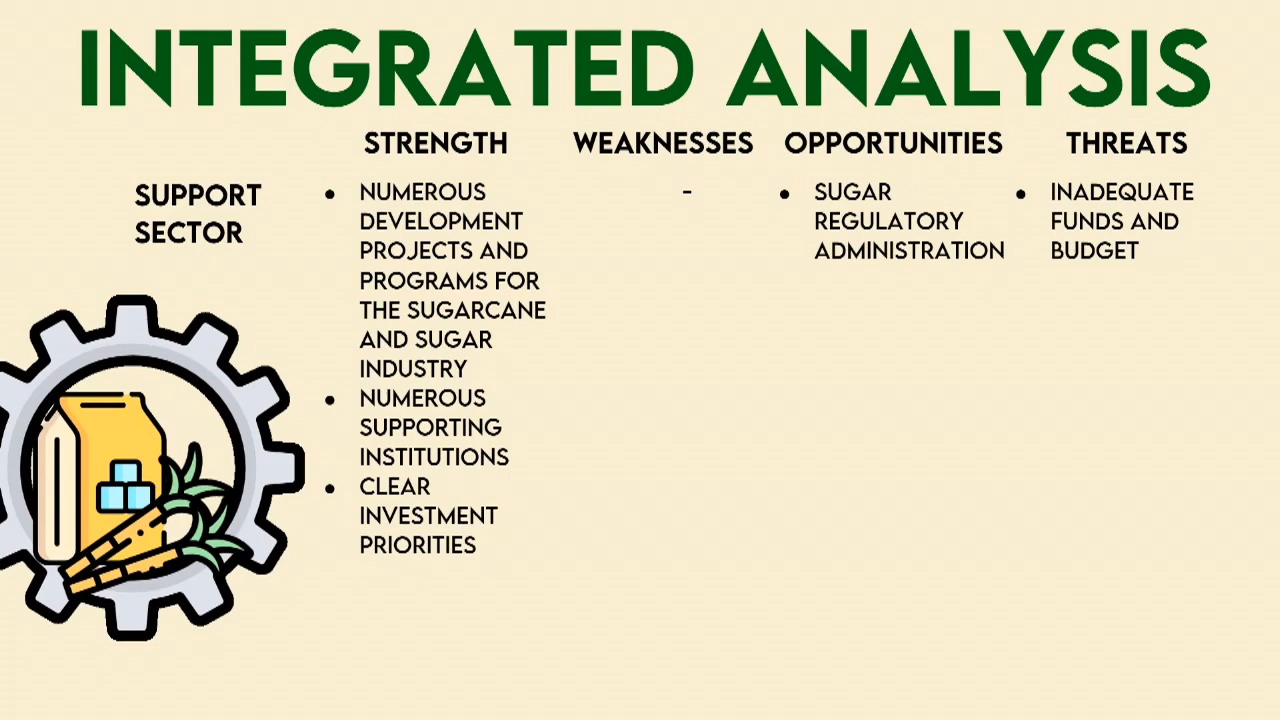 INTEGRATED ANALYSIS
STRENGTH WEAKNESSES OPPORTUNITIES THREATS
SUPPORT
SECTOR
• NUMEROUS
DEVELOPMENT
PROJECTS AND
PROGRAMS FOR
THE SUGARCANE
AND SUGAR
INDUSTRY
• NUMEROUS
SUPPORTING
INSTITUTIONS
• CLEAR
INVESTMENT
PRIORITIES
-
• SUGAR
REGULATORY
ADMINISTRATION
• INADEQUATE
FUNDS AND
BUDGET